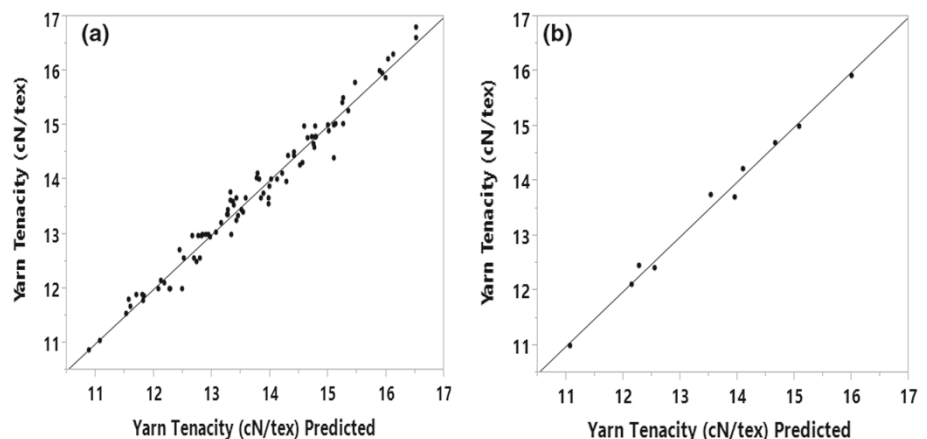 (a)
17
16
15
14
13
12
11
Yarn Tenacity (cN/tex)
11 12 13 14 15 16 17
Yarn Tenacity (cN/tex) Predicted
(b)
17
16
15
14
13
12
11
Yarn Tenacity (cN/tex)
11 12 13 14 15 16 17
Yarn Tenacity (cN/tex) Predicted